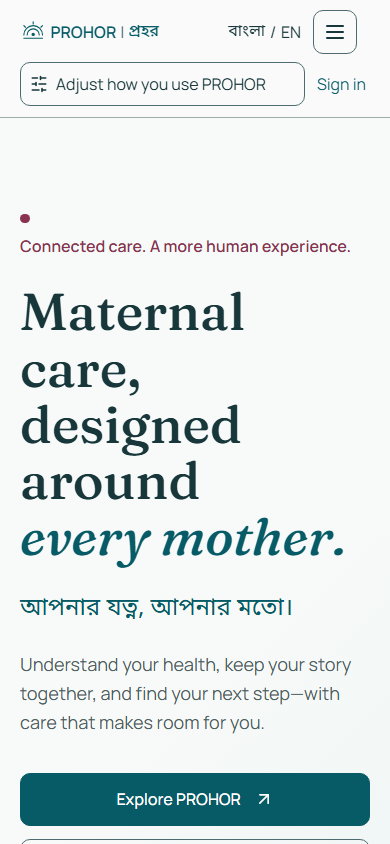 PROHOR | প্রহর
বাংলা / EN
Adjust how you use PROHOR
Sign in
Connected care. A more human experience.
Maternal
care,
designed
around
every mother.
আপনার যত্ন, আপনার মতো।
Understand your health, keep your story
together, and find your next step—with
care that makes room for you.
Explore PROHOR